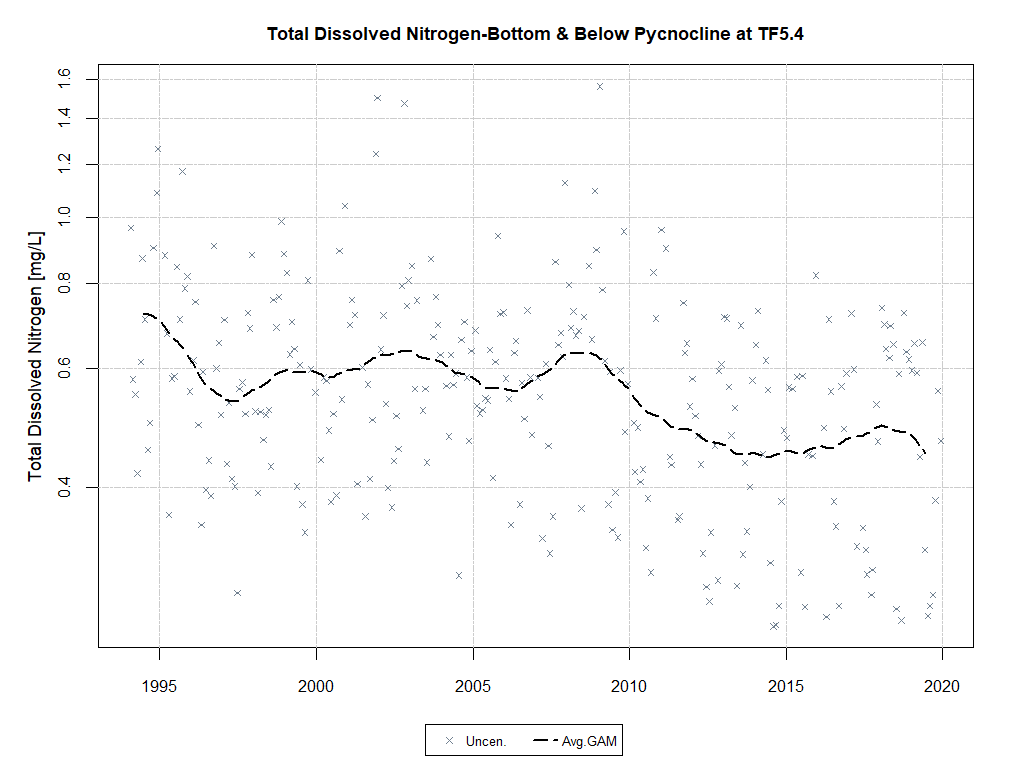 Total Dissolved Nitrogen-Bottom & Below Pycnocline at TF5.4
Total Dissolved Nitrogen [mg/L]
1.6
1.4
1.2
1.0
0.8
0.6
0.4
1995 2000 2005 2010 2015 2020
Uncen. Avg.GAM